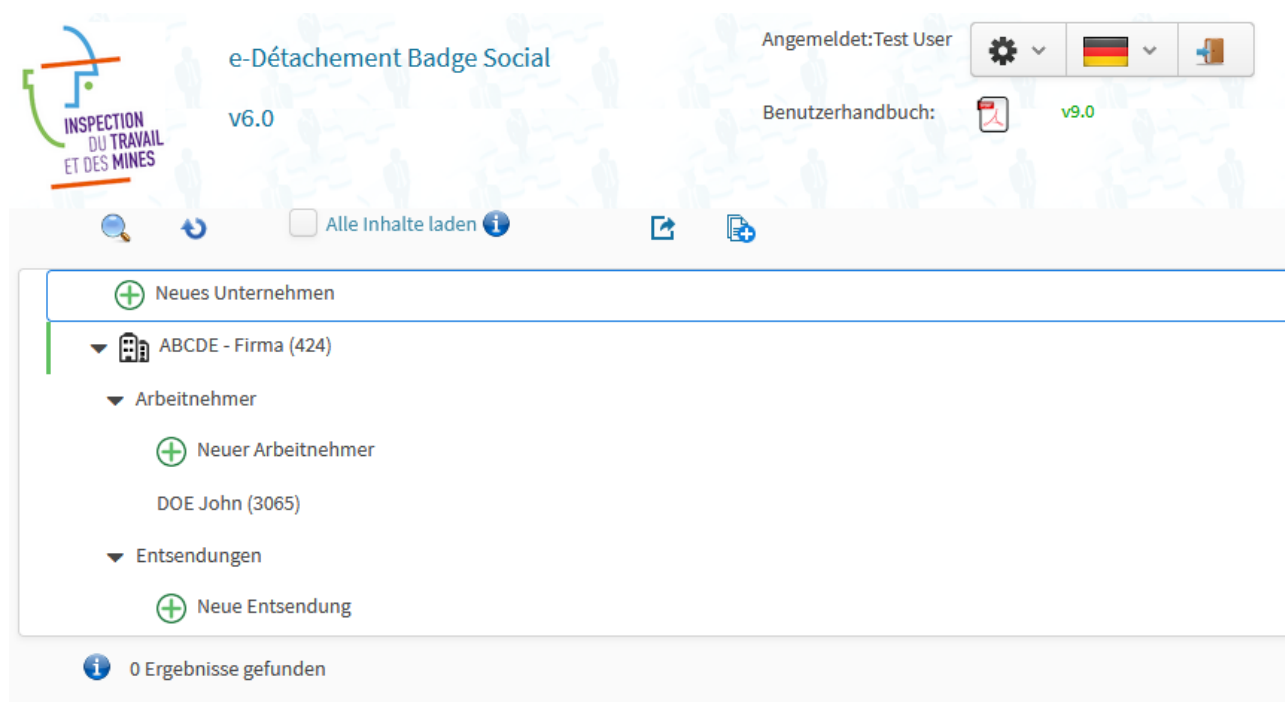 INSPECTION
DU TRAVAIL
ET DES MINES
e-Détachement Badge Social
v6.0
Angemeldet:Test User
Benutzerhandbuch:
v9.0
Alle Inhalte laden
Neues Unternehmen
ABCDE - Firma (424)
Arbeitnehmer
Neuer Arbeitnehmer
DOE John (3065)
Entsendungen
Neue Entsendung
0 Ergebnisse gefunden